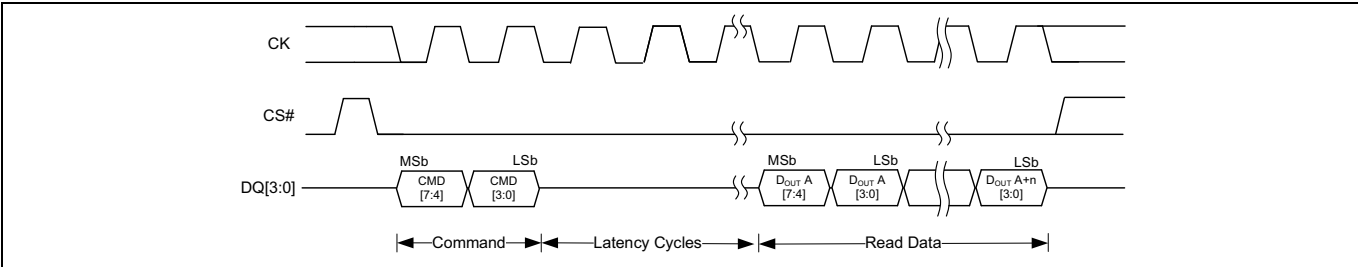 CK
CS#
MSb LSb MSb LSb LSb
DQ[3:0] CMD [7:4] CMD [3:0] DOUT A [7:4] DOUT A [3:0] DOUT A+n [3:0]
Command Latency Cycles Read Data